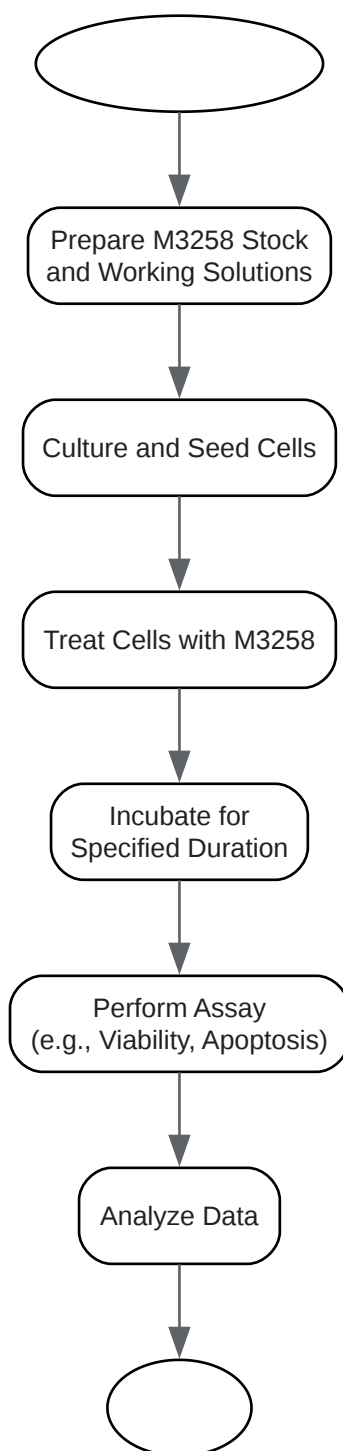 Prepare M3258 Stock
and Working Solutions
Culture and Seed Cells
Treat Cells with M3258
Incubate for
Specified Duration
Perform Assay
(e.g., Viability, Apoptosis)
Analyze Data